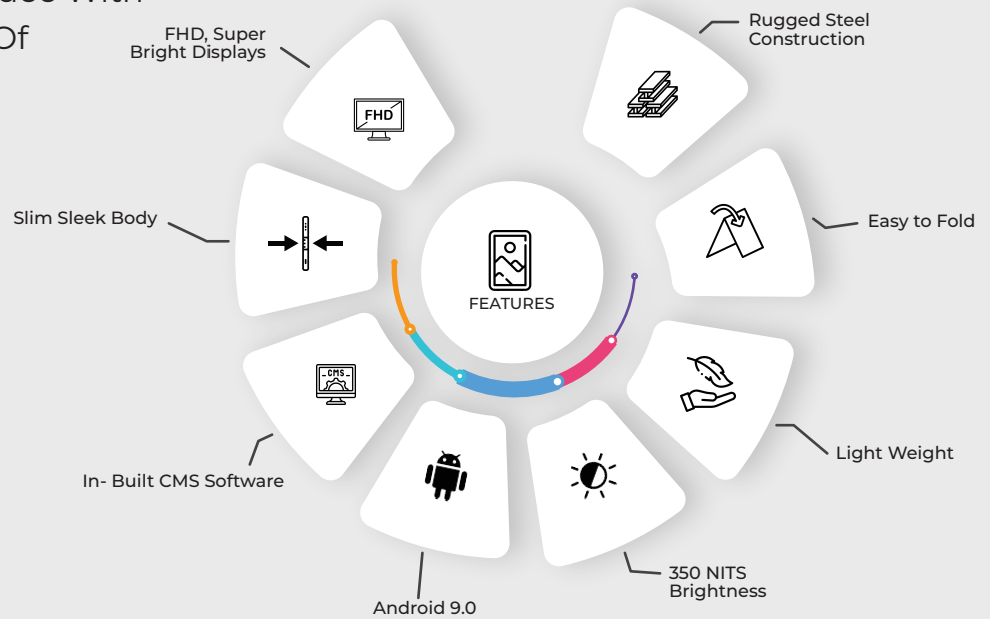 Of
FHD, Super
Bright Displays
FHD
Rugged Steel
Construction
Slim Sleek Body
Easy to Fold
FEATURES
CMS
In- Built CMS Software
Light Weight
Android 9.0
350 NITS
Brightness